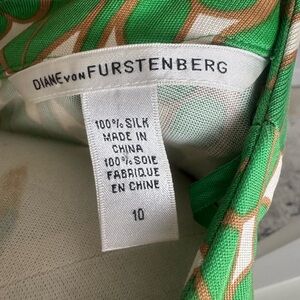 DIANE VON FURSTENBERG
100% SILK
MADE IN
CHINA
100% SOIE
FABRIQUE
EN CHINE
10